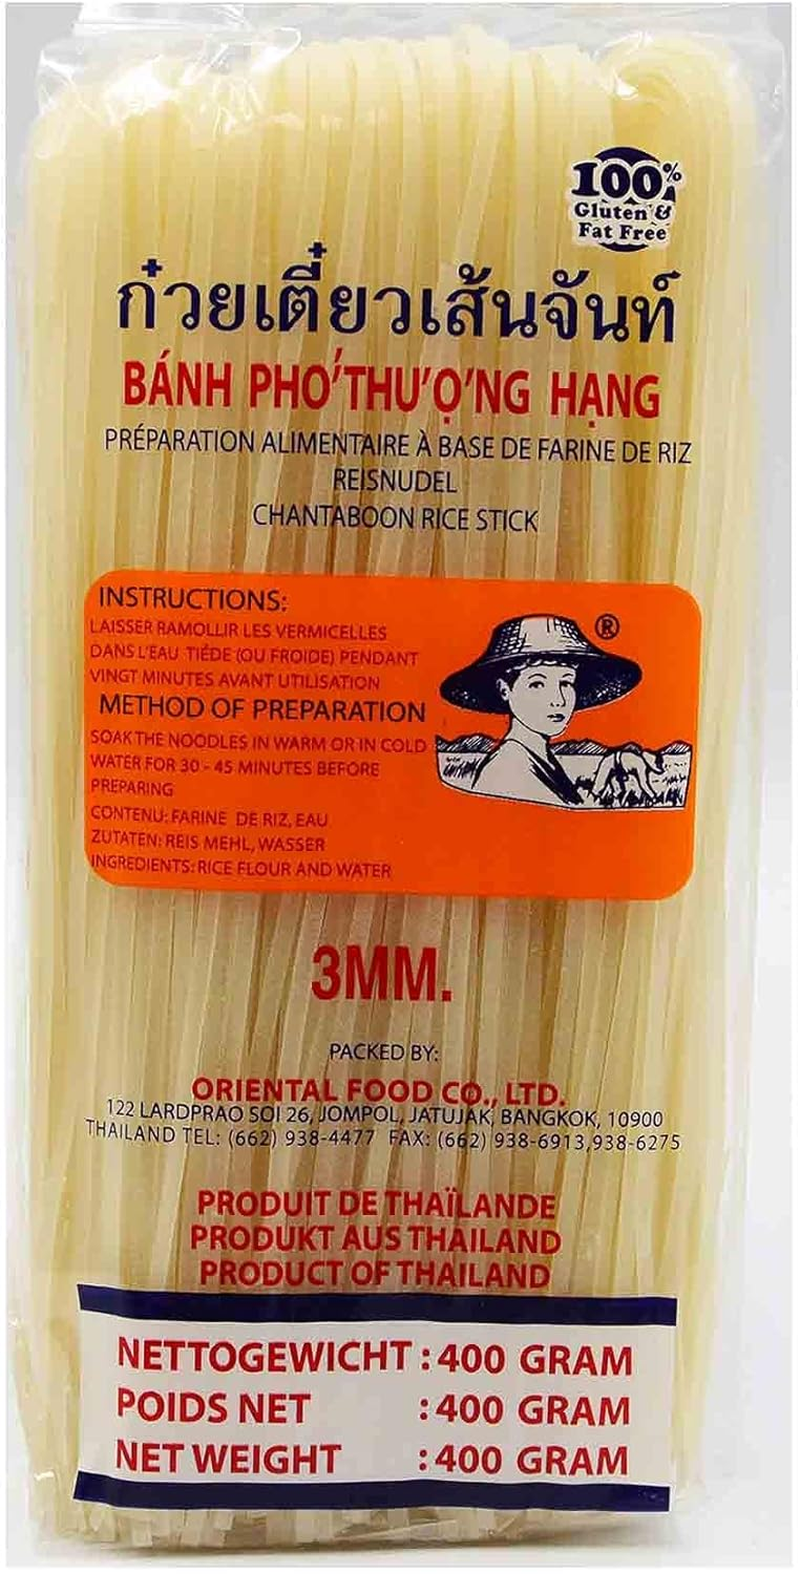 100%
Gluten &
Fat Free
ก๋วยเตี๋ยวเส้นจันท์
BÁNH PHO̕´THU̕Ọ̕NG HẠNG
PRÉPARATION ALIMENTAIRE À BASE DE FARINE DE RIZ
REISNUDEL
CHANTABOON RICE STICK
INSTRUCTIONS:
LAISSER RAMOLLIR LES VERMICELLES
DANS L'EAU TIÉDE (OU FROIDE) PENDANT
VINGT MINUTES AVANT UTILISATION
METHOD OF PREPARATION
SOAK THE NOODLES IN WARM OR IN COLD
WATER FOR 30 - 45 MINUTES BEFORE
PREPARING
CONTENU: FARINE DE RIZ, EAU
ZUTATEN: REIS MEHL, WASSER
INGREDIENTS: RICE FLOUR AND WATER
®
3MM.
PACKED BY:
ORIENTAL FOOD CO., LTD.
122 LARDPRAO SOI 26, JOMPOL, JATUJAK, BANGKOK, 10900
THAILAND TEL: (662) 938-4477 FAX: (662) 938-6913,938-6275
PRODUIT DE THAÏLANDE
PRODUKT AUS THAILAND
PRODUCT OF THAILAND
NETTOGEWICHT : 400 GRAM
POIDS NET : 400 GRAM
NET WEIGHT : 400 GRAM